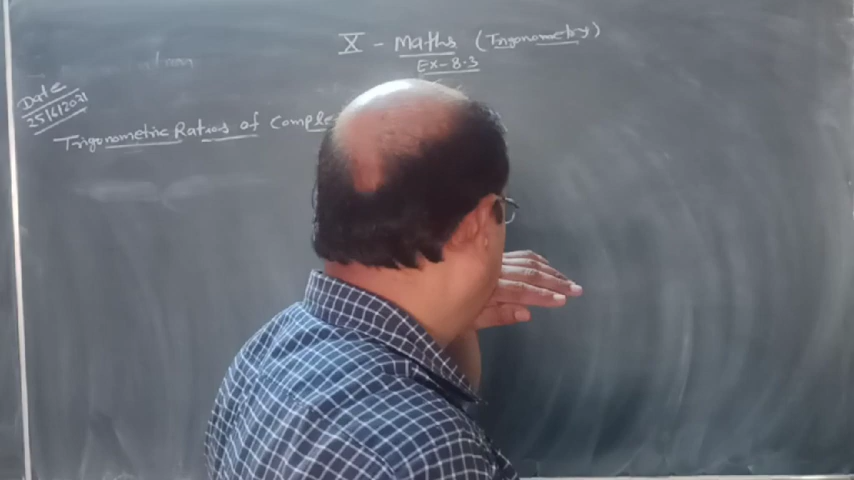 X - Maths (Trigonometry)
Ex-8.3
Date
25/6/2021
Trigonometric Ratios of Comple